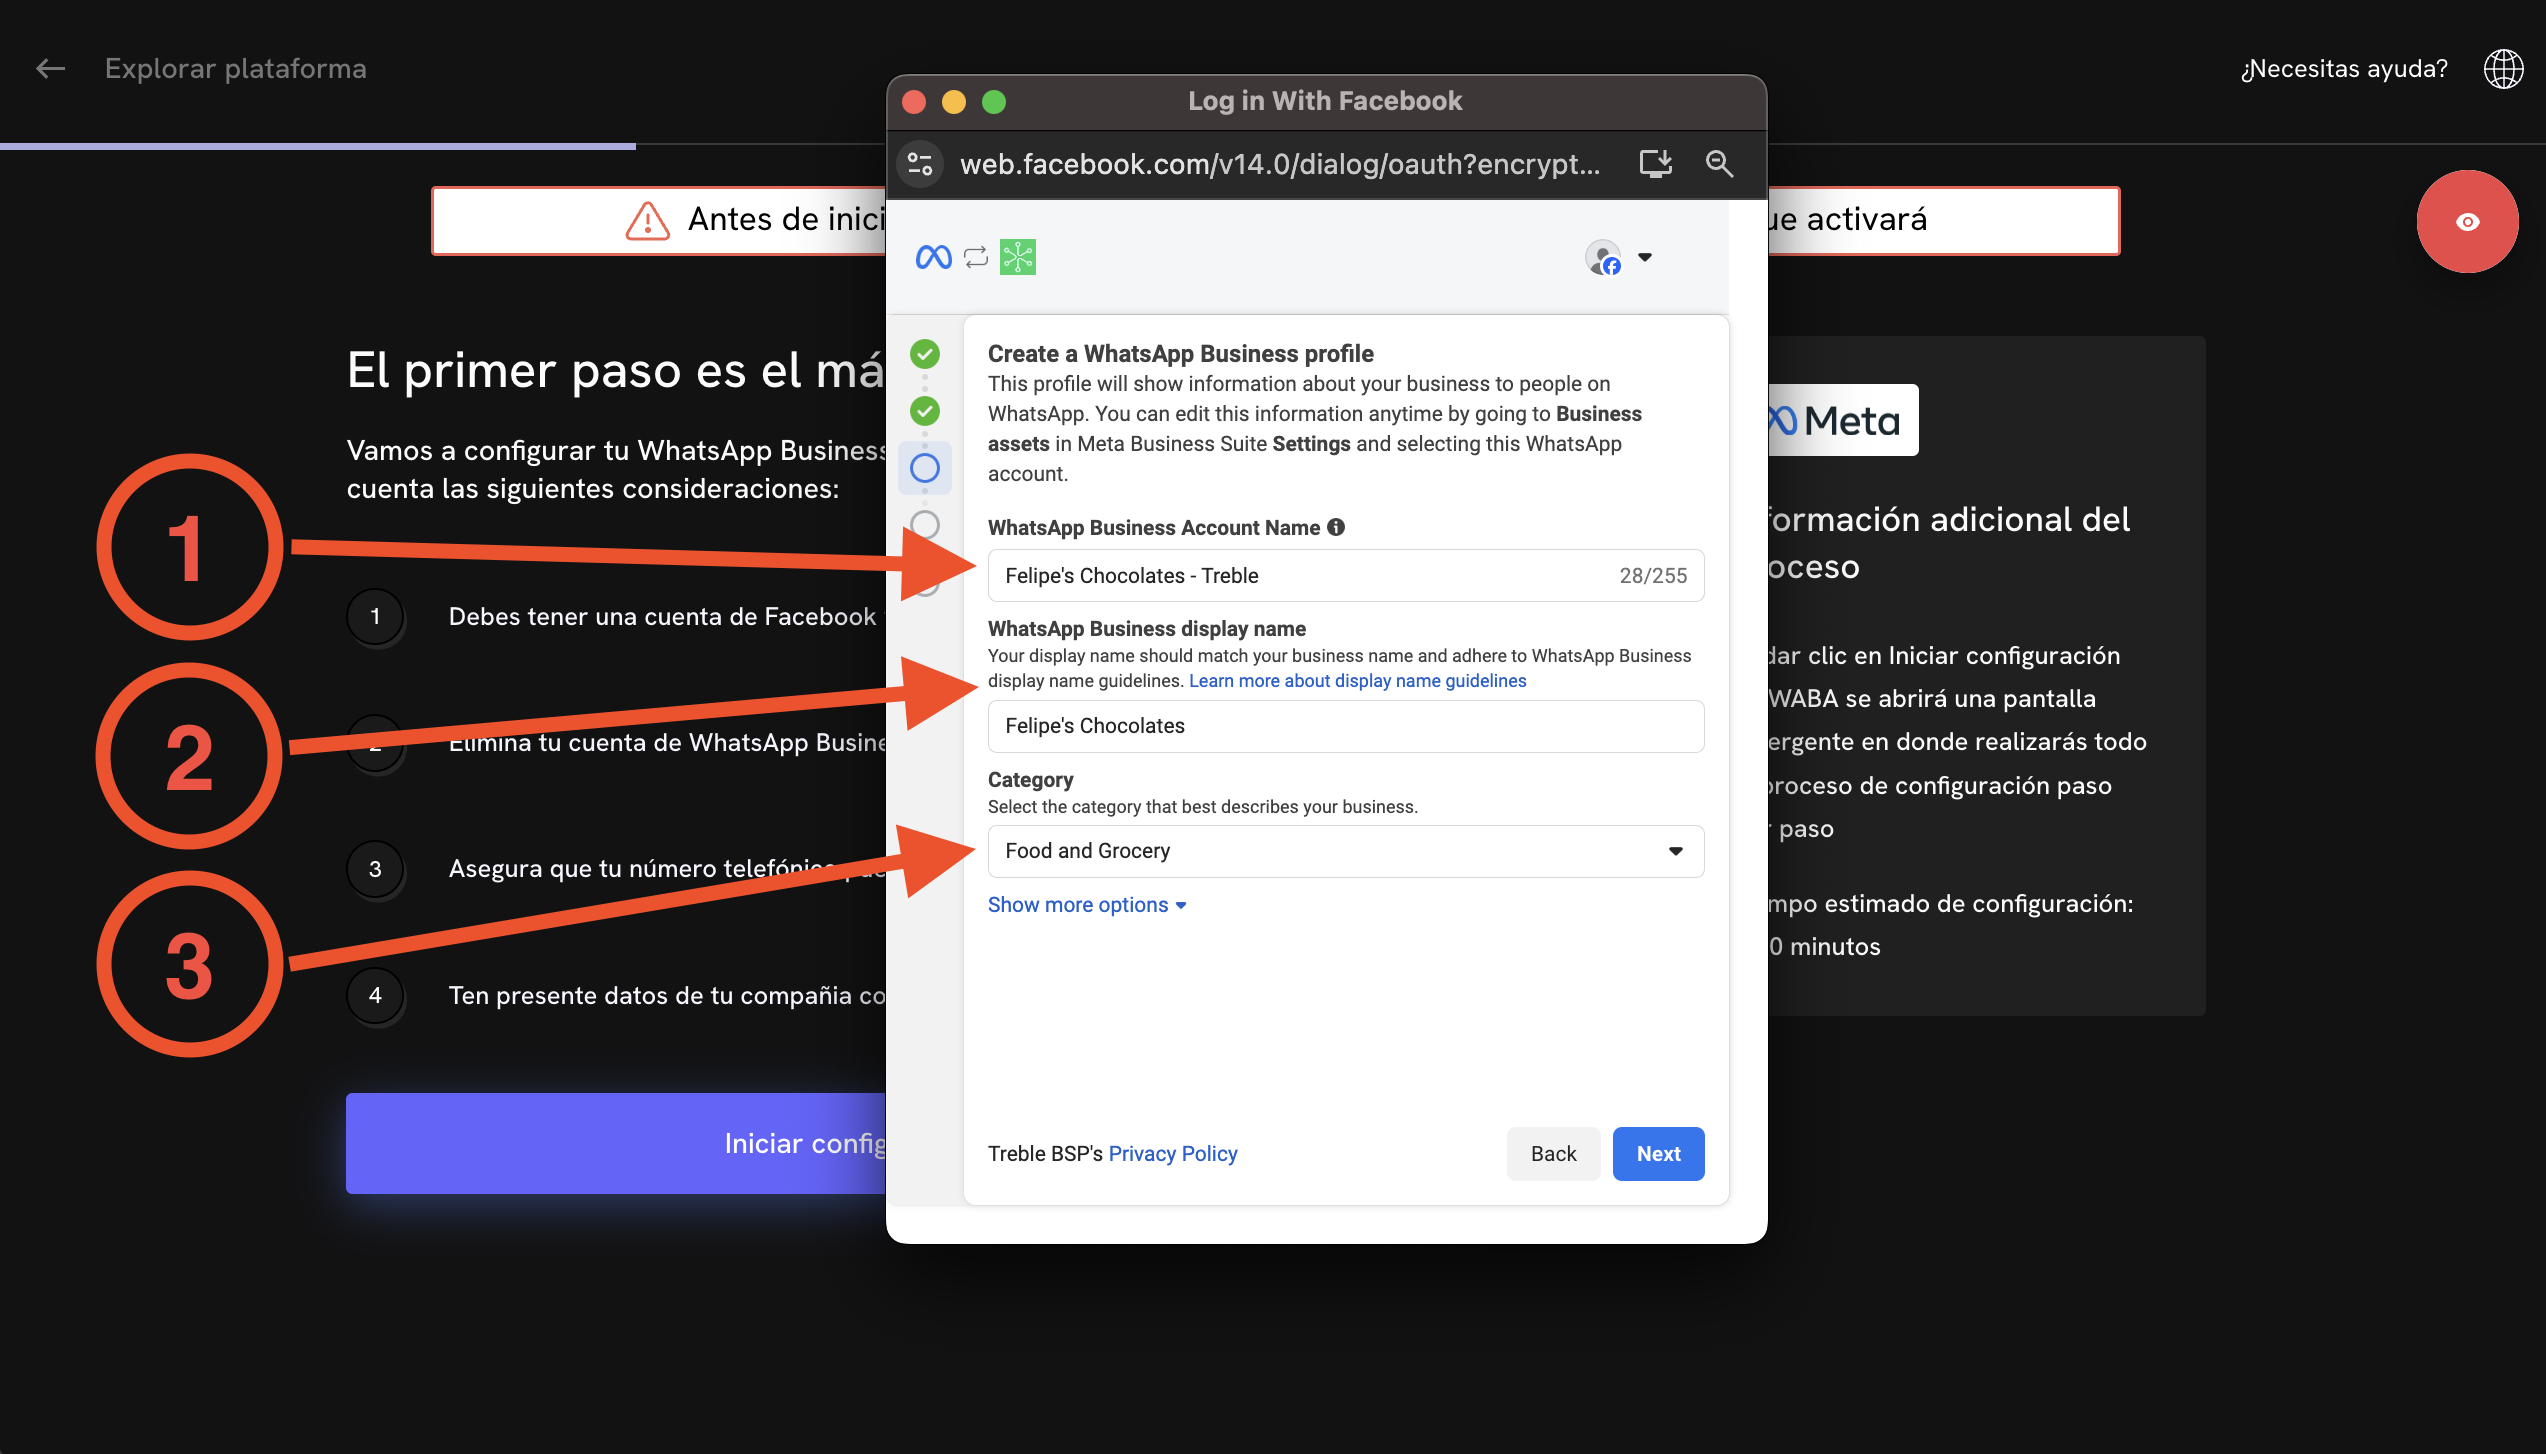 Explorar plataforma
¿Necesitas ayuda?
Antes de inici
ue activará
El primer paso es el má
Vamos a configurar tu WhatsApp Business
cuenta las siguientes consideraciones:
1
2
3
1 Debes tener una cuenta de Facebook
2 Elimina tu cuenta de WhatsApp Busine
3 Asegura que tu número telefónico
4 Ten presente datos de tu compañia co
Iniciar config
Log in With Facebook
web.facebook.com/v14.0/dialog/oauth?encrypt...
Create a WhatsApp Business profile
This profile will show information about your business to people on
WhatsApp. You can edit this information anytime by going to Business
assets in Meta Business Suite Settings and selecting this WhatsApp
account.
WhatsApp Business Account Name
Felipe's Chocolates - Treble 28/255
WhatsApp Business display name
Your display name should match your business name and adhere to WhatsApp Business
display name guidelines. Learn more about display name guidelines
Felipe's Chocolates
Category
Select the category that best describes your business.
Food and Grocery
Show more options
Treble BSP's Privacy Policy
Back
Next
Meta
formación adicional del
oceso
dar clic en Iniciar configuración
WABA se abrirá una pantalla
ergente en donde realizarás todo
proceso de configuración paso
r paso
mpo estimado de configuración:
0 minutos